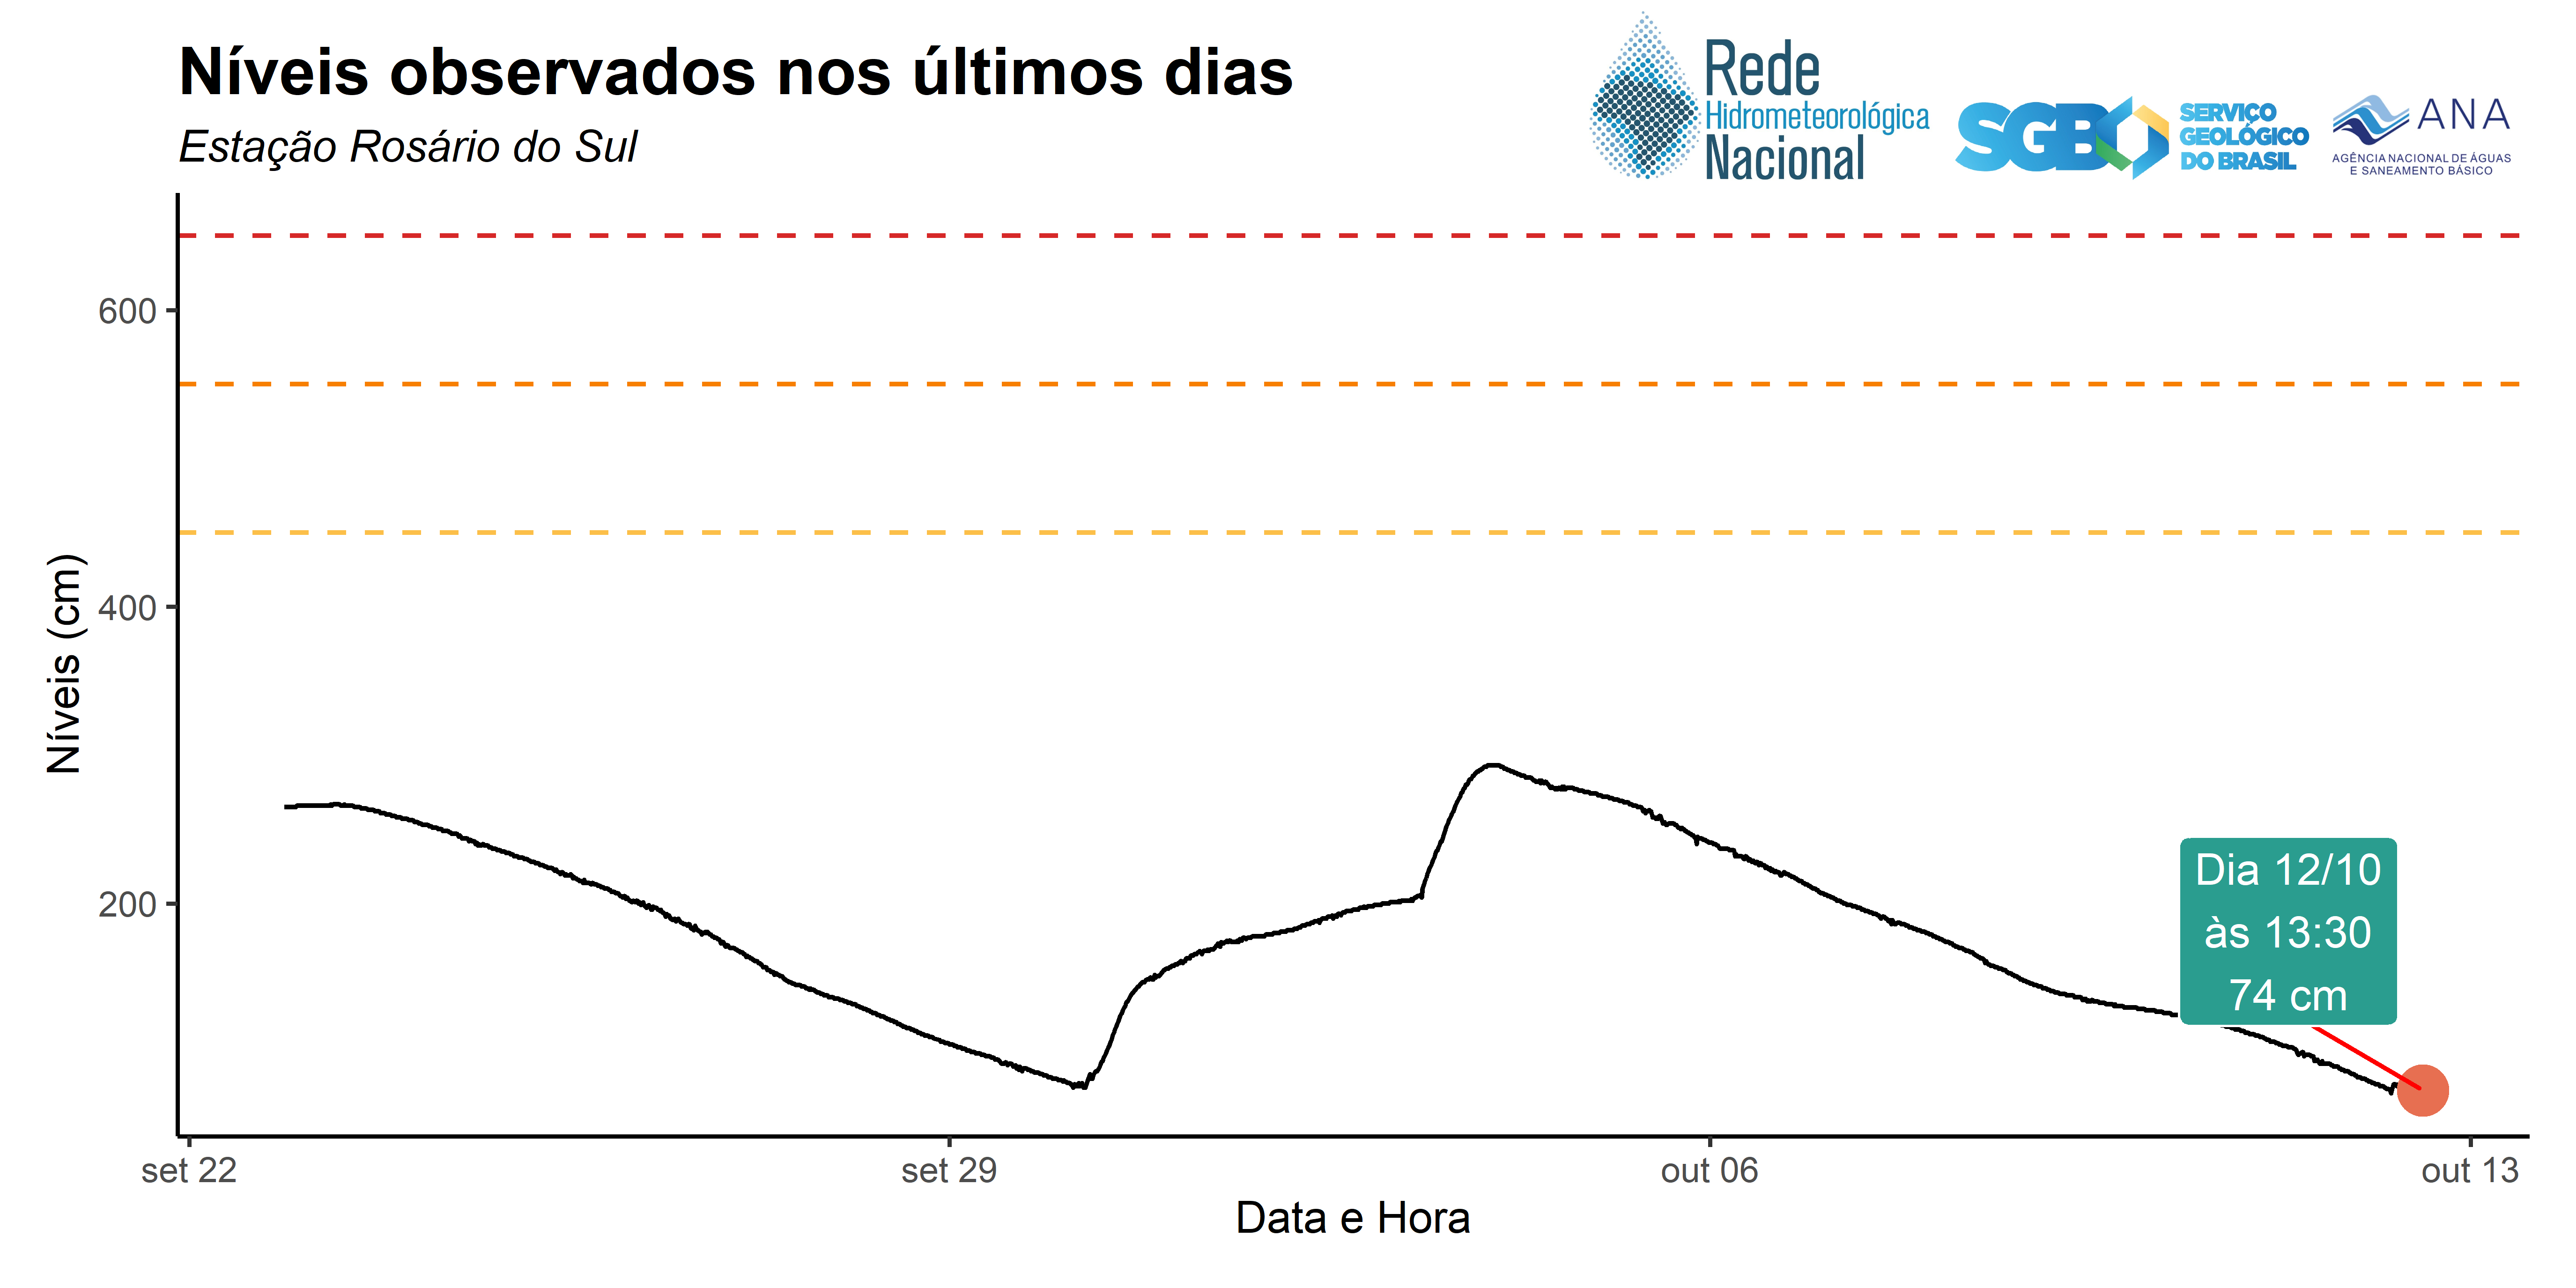 Níveis observados nos últimos dias
Estação Rosário do Sul
Rede
Hidrometeorológica
Nacional
SGB
SERVIÇO
GEOLÓGICO
DO BRASIL
ANA
AGÊNCIA NACIONAL DE ÁGUAS
E SANEAMENTO BÁSICO
Níveis (cm)
600
400
200
Dia 12/10
às 13:30
74 cm
set 22
set 29
out 06
out 13
Data e Hora